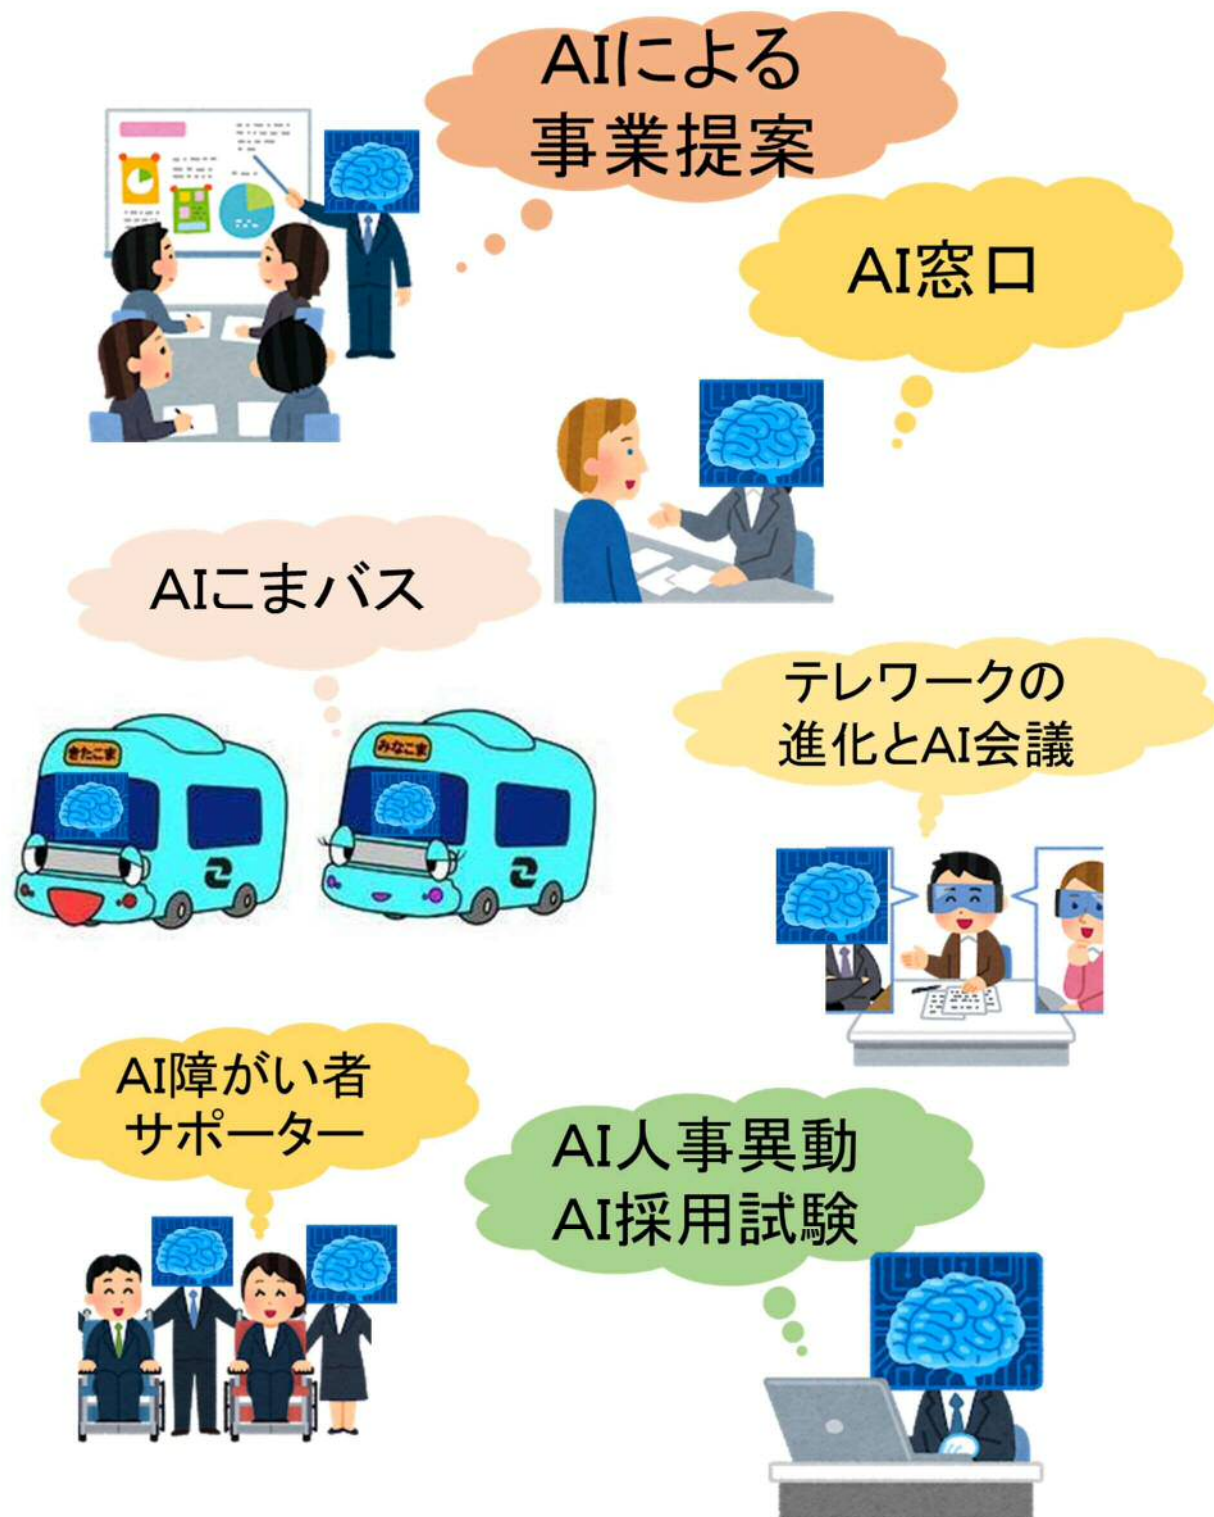 AIによる
事業提案
AI窓口
AIこまバス
きたこま
みなこま
テレワークの
進化とAI会議
AI障がい者
サポーター
AI人事異動
AI採用試験